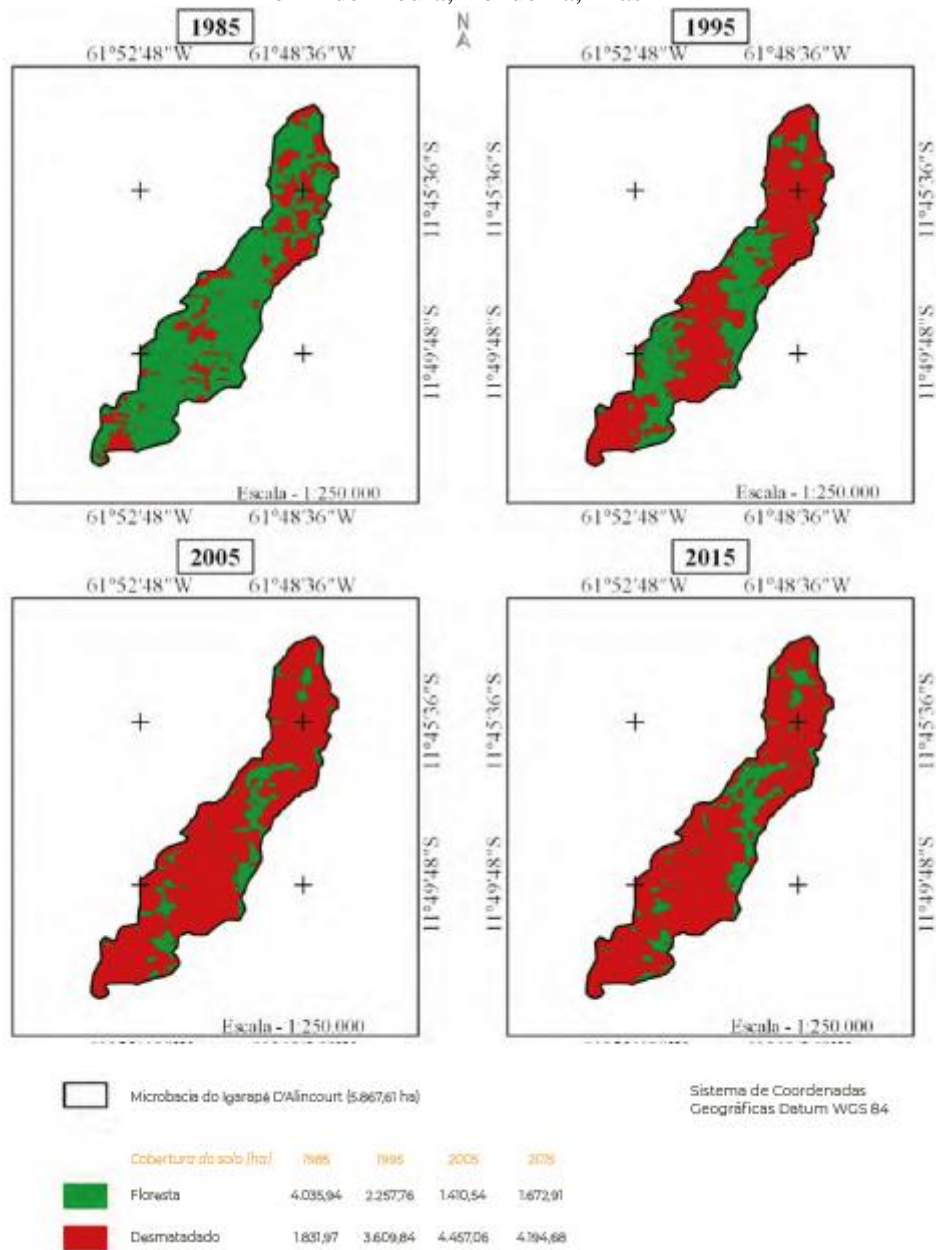 1985
N
1995
61°52'48"W 61°48'36"W
61°52'48"W 61°48'36"W
11°45'36"S
11°49'48"S
11°45'36"S
11°49'48"S
Escala - 1:250.000
Escala - 1:250.000
61°52'48"W 61°48'36"W
61°52'48"W 61°48'36"W
2005
2015
61°52'48"W 61°48'36"W
61°52'48"W 61°48'36"W
11°45'36"S
11°49'48"S
11°45'36"S
11°49'48"S
Escala - 1:250.000
Escala - 1:250.000
Microbacia do Igarapé D'Alincourt (5.867,61 ha)
Sistema de Coordenadas
Geográficas Datum WGS 84
Cobertura do solo (ha) 1985 1995 2005 2015
Floresta 4.035,94 2.257,76 1.410,54 1.672,91
Desmatadado 1.831,97 3.609,84 4.457,06 4.194,68